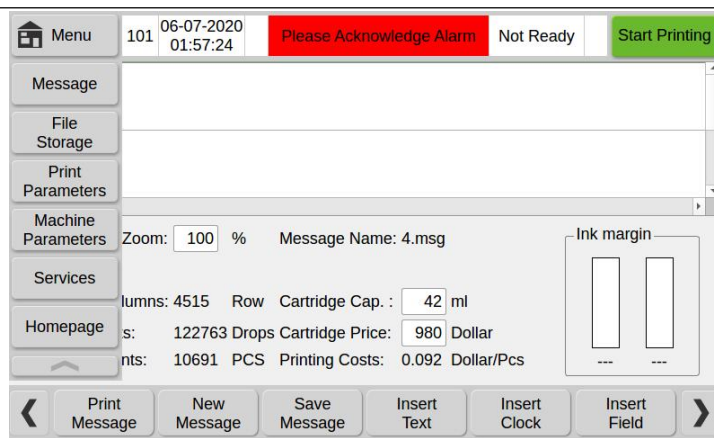 Menu
101
06-07-2020
01:57:24
Please Acknowledge Alarm
Not Ready
Start Printing
Message
File
Storage
Print
Parameters
Machine
Parameters
Services
Homepage
Zoom: 100 %
Message Name: 4.msg
Ink margin
lumns: 4515 Row
Cartridge Cap. : 42 ml
s: 122763 Drops
Cartridge Price: 980 Dollar
nts: 10691 PCS
Printing Costs: 0.092 Dollar/Pcs
--- ---
Print
Message
New
Message
Save
Message
Insert
Text
Insert
Clock
Insert
Field